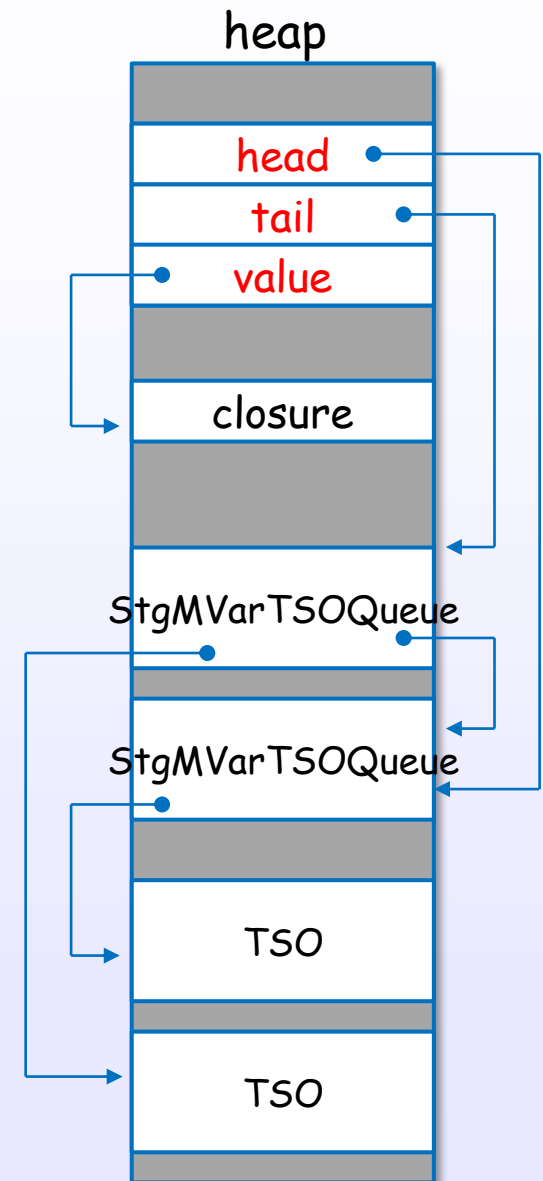 heap
head
tail
value
closure
StgMVarTSOQueue
StgMVarTSOQueue
TSO
TSO